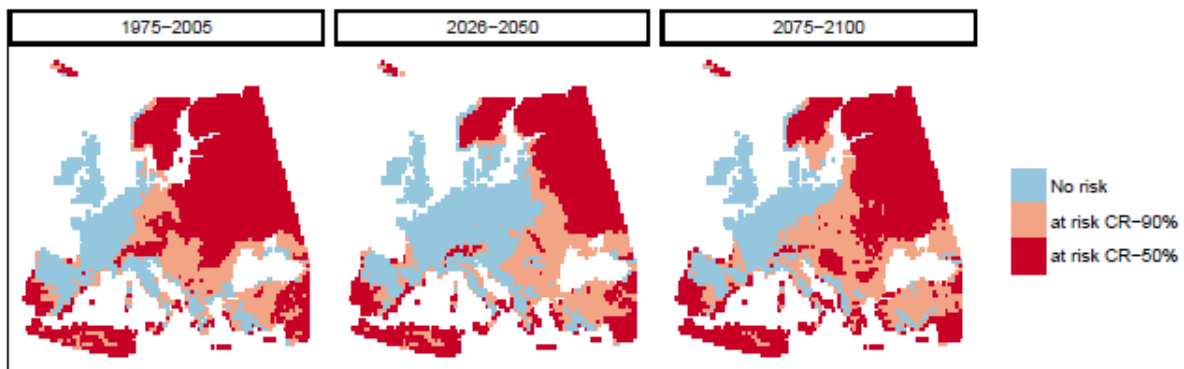 1975−2005
2026−2050
2075−2100
No risk
at risk CR−90%
at risk CR−50%